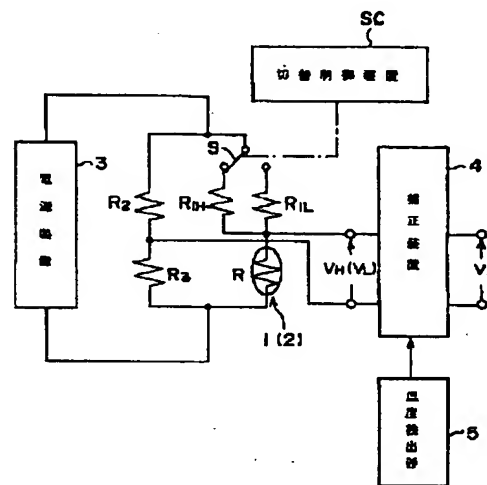 SC
切替制御装置
3
電源装置
S
R2
R1H
R1L
4
補正装置
R3
R
VH(VL)
V
1(2)
温度検出器
5